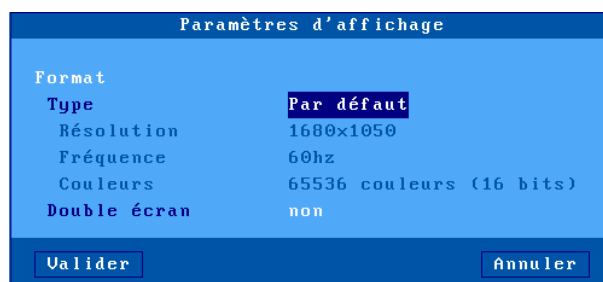 Paramètres d'affichage
Format
Type Par défaut
Résolution 1680x1050
Fréquence 60hz
Couleurs 65536 couleurs (16 bits)
Double écran non
Valider Annuler